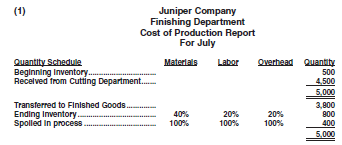 (1)
Juniper Company
Finishing Department
Cost of Production Report
For July
Quantity Schedule Materials Labor Overhead Quantity
Beginning Inventory.............................. 500
Received from Cutting Department...... 4,500
5,000
Transferred to Finished Goods............. 3,800
Ending Inventory................................... 40% 20% 20% 800
Spoiled in process ................................ 100% 100% 100% 400
5,000